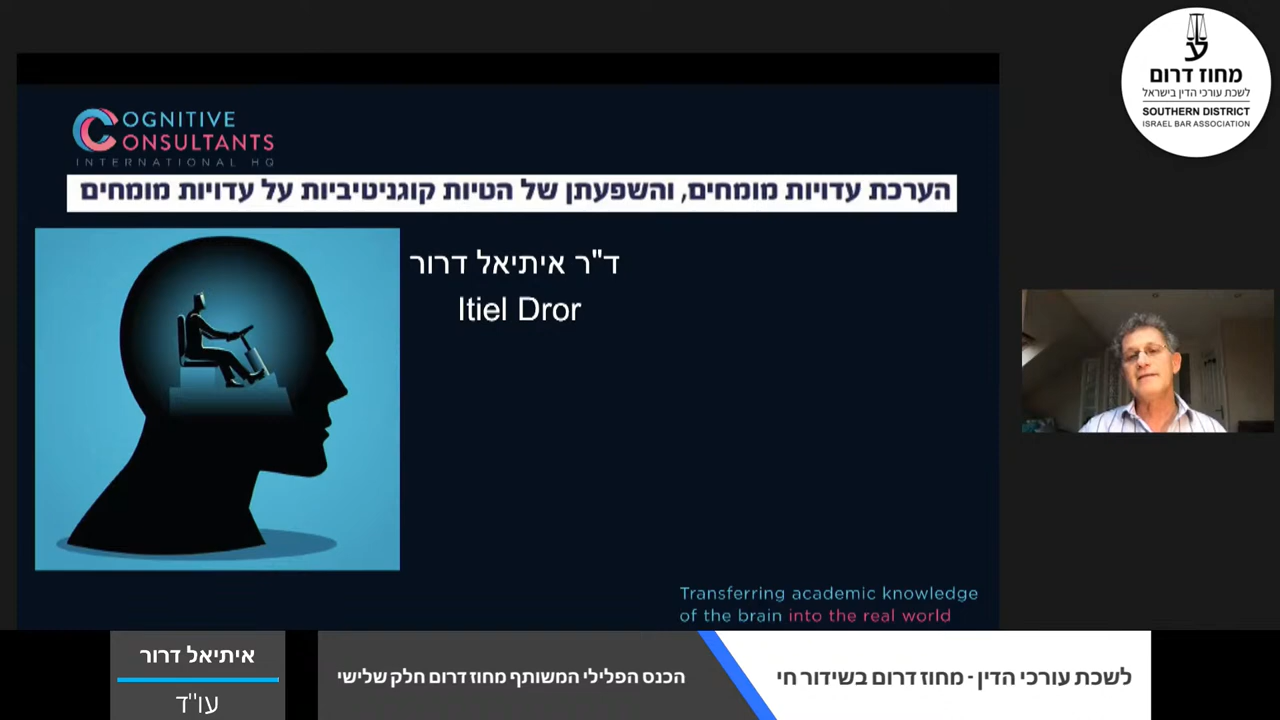 OGNITIVE
ONSULTANTS
INTERNATIONAL HQ
הערכת עדויות מומחים, והשפעתן של הטיות קוגניטיביות על עדויות מומחים
ד"ר איתיאל דרור
Itiel Dror
Transferring academic knowledge
of the brain into the real world
מחוז דרום
לשכת עורכי הדין בישראל
SOUTHERN DISTRICT
ISRAEL BAR ASSOCIATION
לשכת עורכי הדין - מחוז דרום בשידור חי
הכנס הפלילי המשותף מחוז דרום חלק שלישי
איתיאל דרור
עו"ד